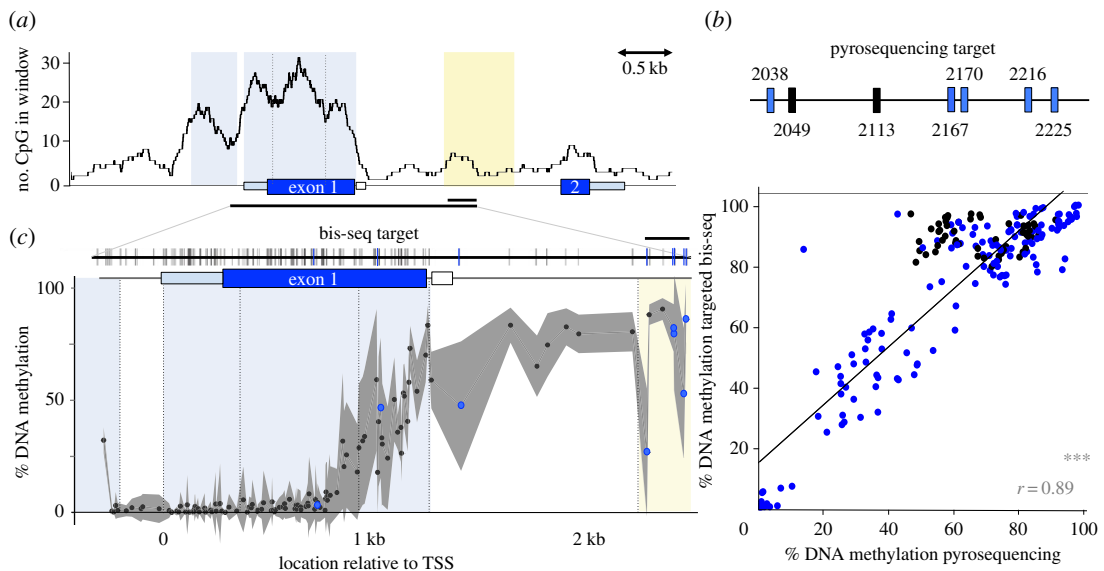 (a)
no. CpG in window
30
20
10
0
0.5 kb
exon 1
2
(b)
pyrosequencing target
2038
2170
2216
2049
2113
2167
2225
(c)
bis-seq target
exon 1
% DNA methylation
100
50
0
0
1 kb
2 kb
location relative to TSS
% DNA methylated targeted bis-seq
100
80
60
40
20
***
r = 0.89
20
40
60
80
100
% DNA methylation pyrosequencing